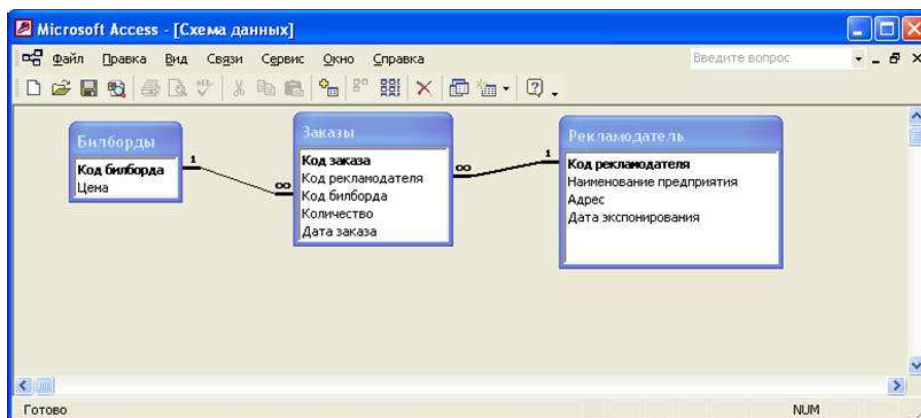 Microsoft Access - [Схема данных]
Файл Правка Вид Связи Сервис Окно Справка Введите вопрос
Билборды
Код билборда
Цена
1
∞
Заказы
Код заказа
Код рекламодателя
Код билборда
Количество
Дата заказа
∞
1
Рекламодатель
Код рекламодателя
Наименование предприятия
Адрес
Дата экспонирования
Готово NUM